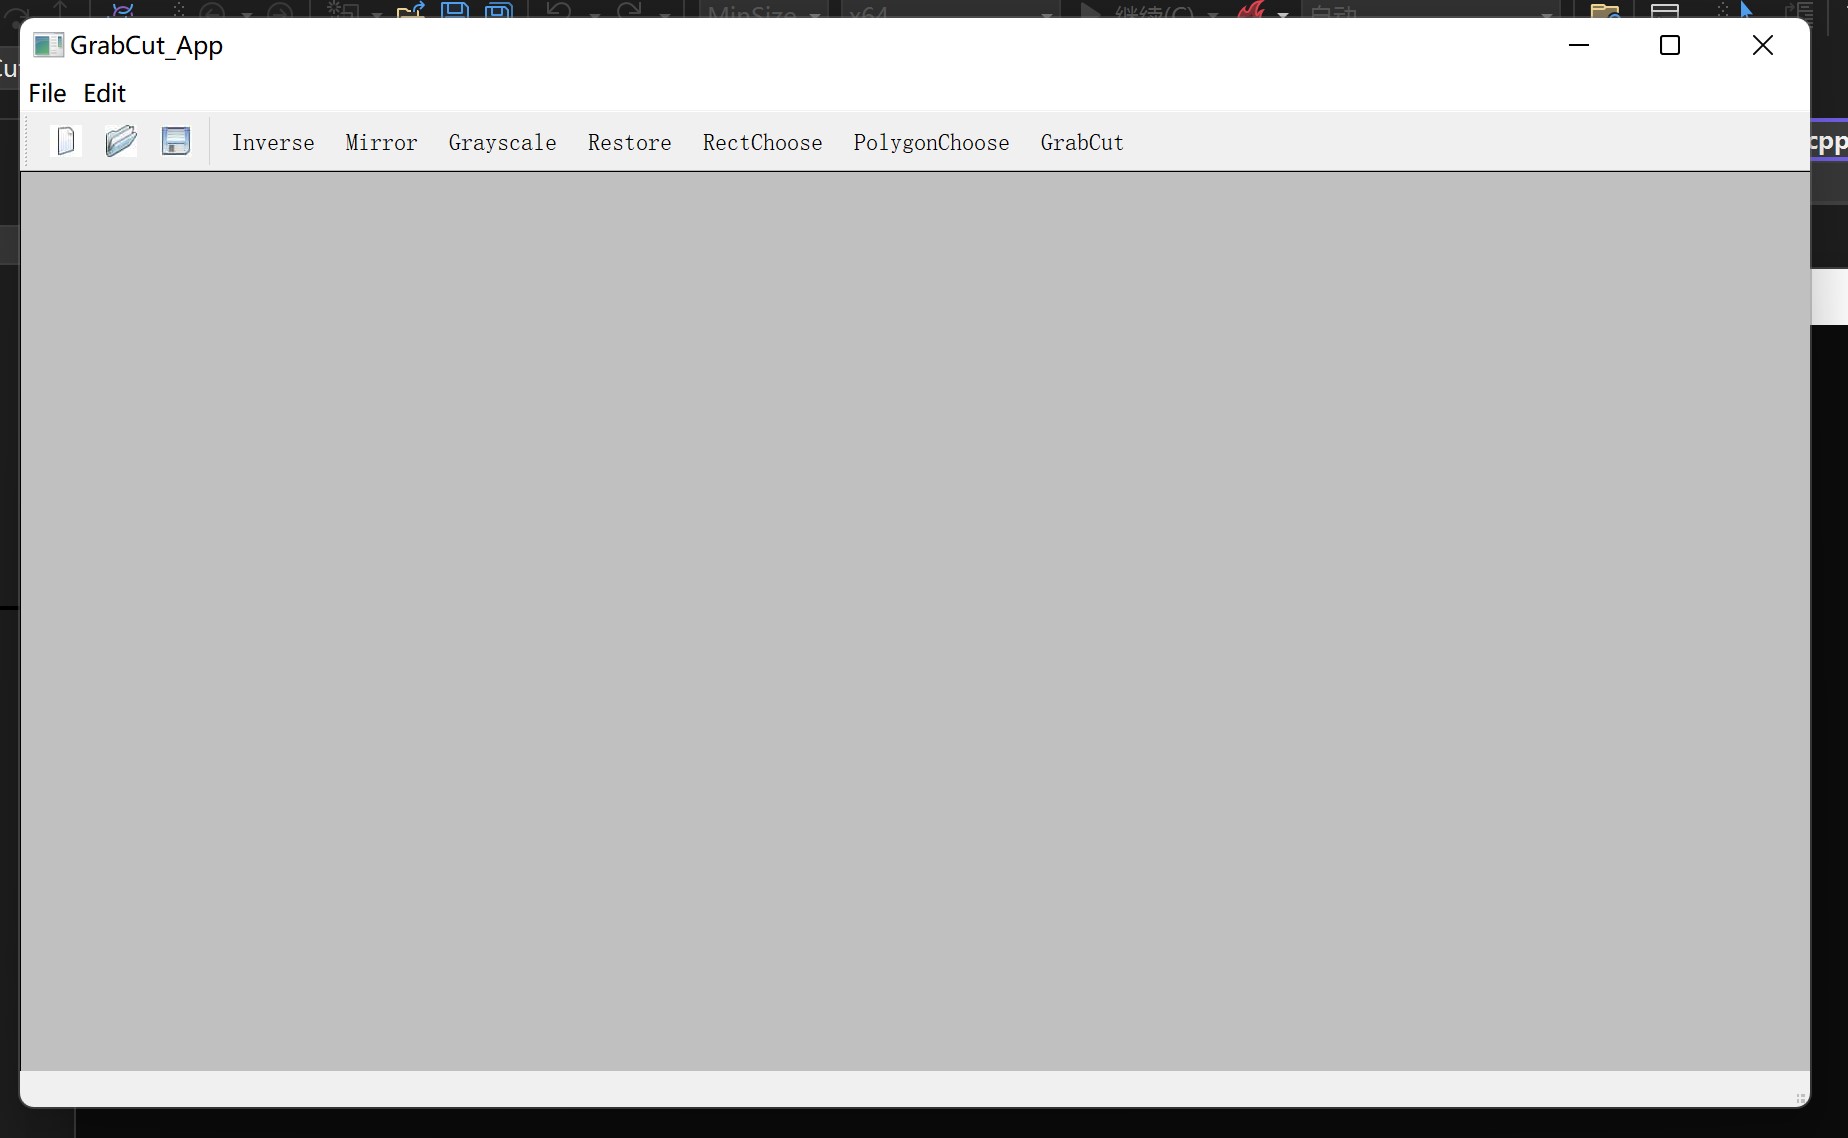 MinSize x64 继续(C) 自动
GrabCut_App
File Edit
Inverse Mirror Grayscale Restore RectChoose PolygonChoose GrabCut
cpp